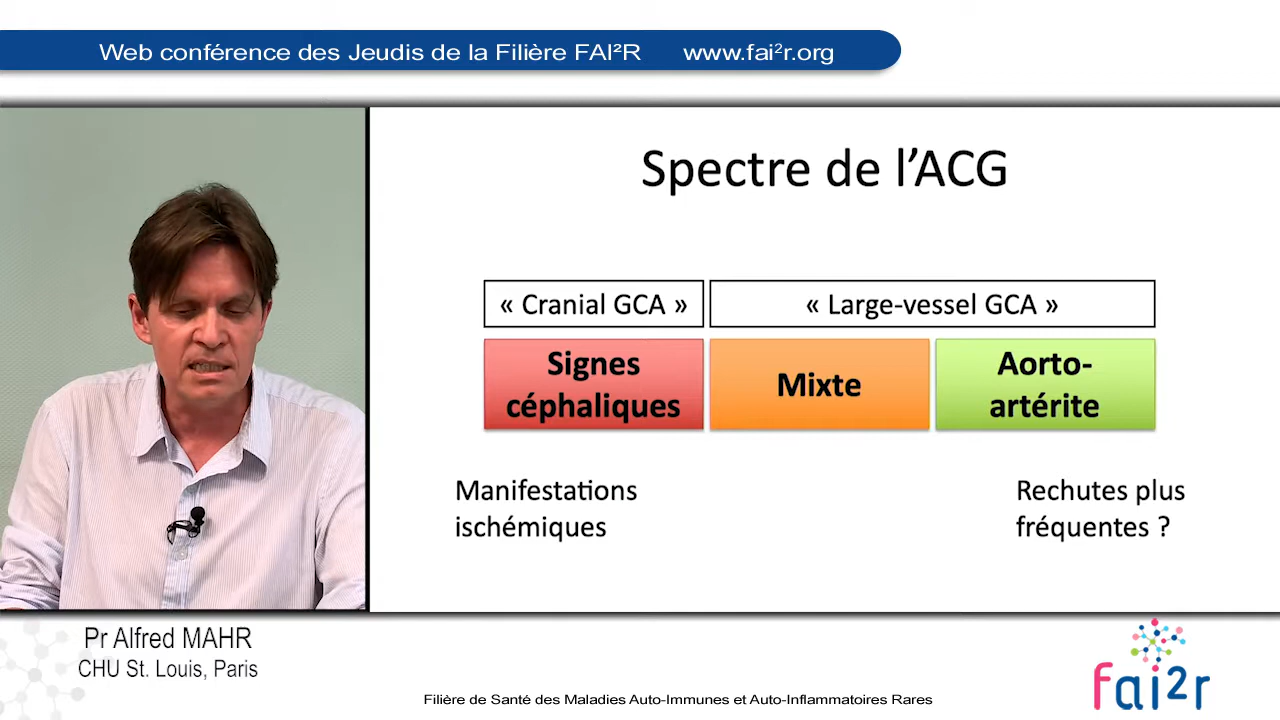 Web conférence des Jeudis de la Filière FAI²R www.fai²r.org
Spectre de l'ACG
« Cranial GCA » « Large-vessel GCA »
Signes
céphaliques
Mixte
Aorto-
artérite
Manifestations
ischémiques
Rechutes plus
fréquentes ?
Pr Alfred MAHR
CHU St. Louis, Paris
Filière de Santé des Maladies Auto-Immunes et Auto-Inflammatoires Rares
fai2r